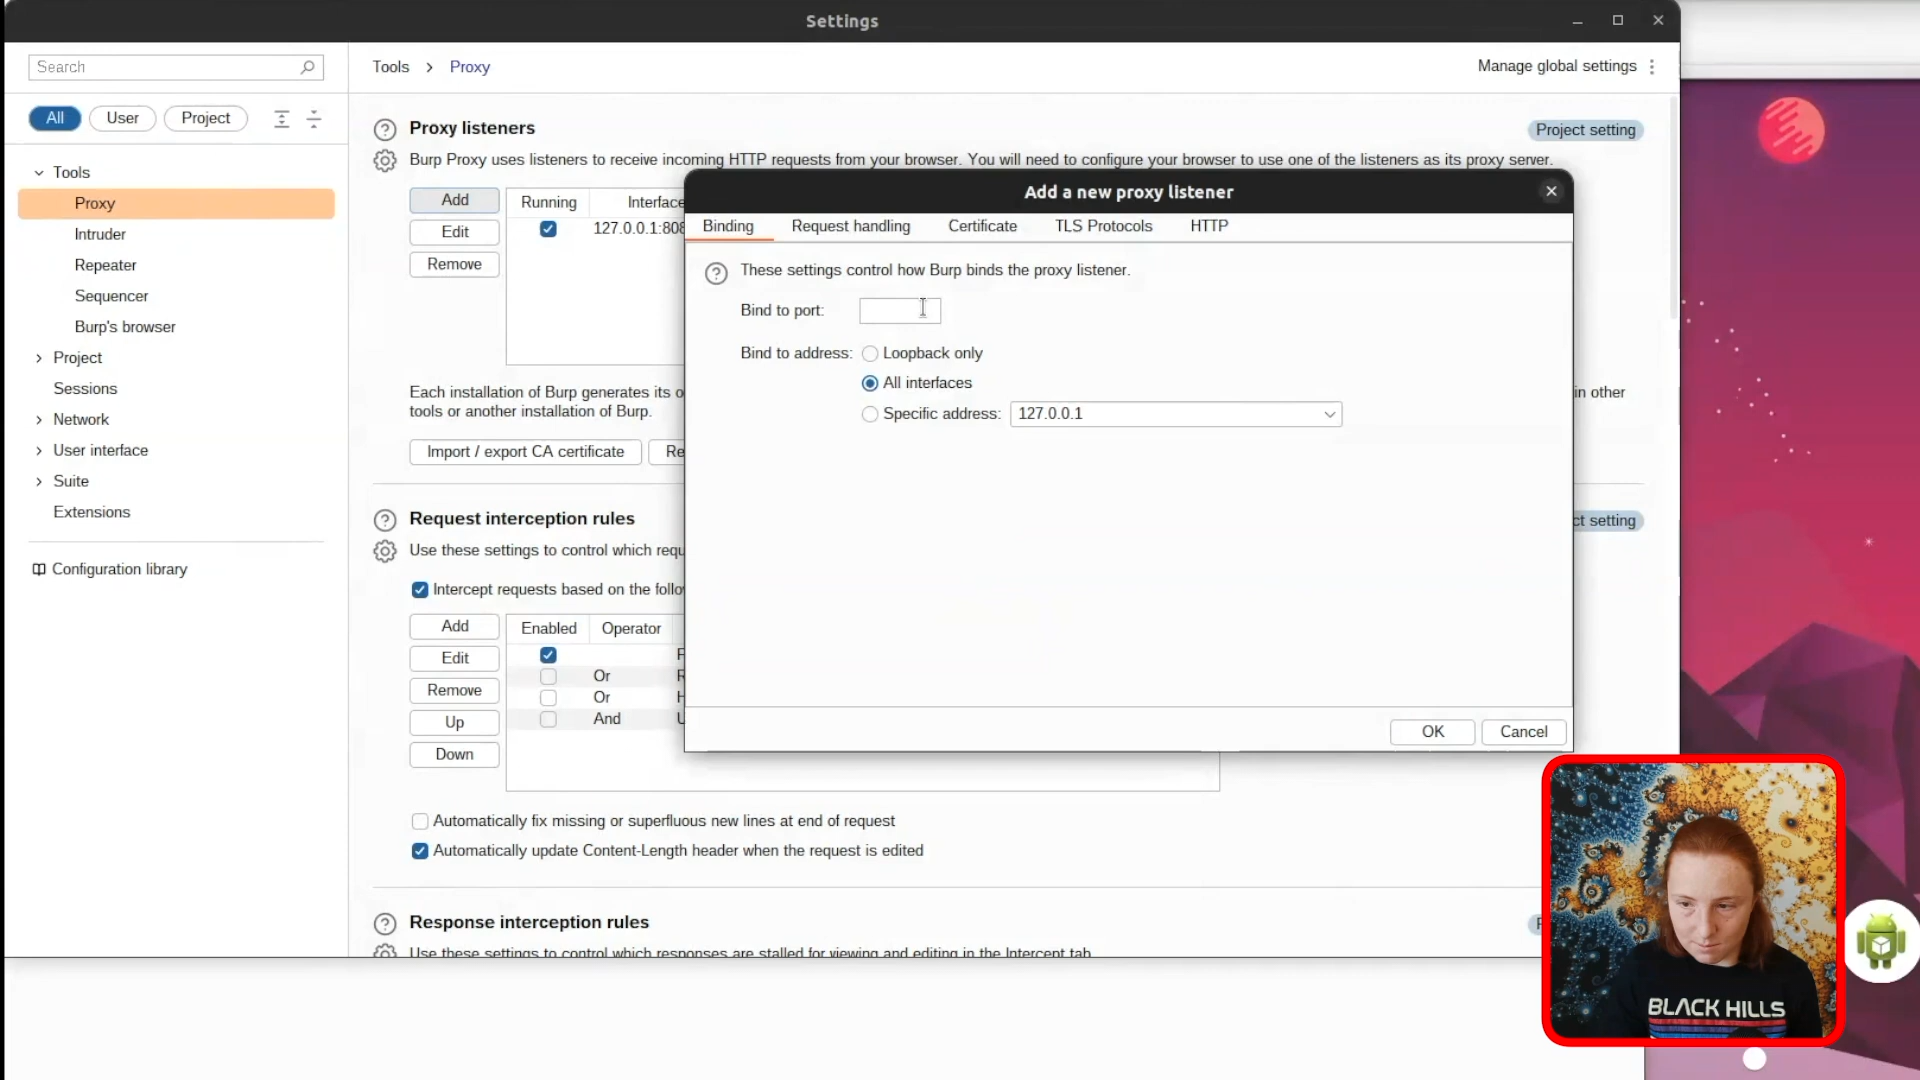 Settings
Search
Tools > Proxy
Manage global settings
All
User
Project
Tools
Proxy
Intruder
Repeater
Sequencer
Burp's browser
Project
Sessions
Network
User interface
Suite
Extensions
Configuration library
Proxy listeners
Project setting
Burp Proxy uses listeners to receive incoming HTTP requests from your browser. You will need to configure your browser to use one of the listeners as its proxy server.
Add
Edit
Remove
Running
Interface
127.0.0.1:808
Each installation of Burp generates its o
in other
tools or another installation of Burp.
Import / export CA certificate
Re
Add a new proxy listener
Binding
Request handling
Certificate
TLS Protocols
HTTP
These settings control how Burp binds the proxy listener.
Bind to port:
Bind to address:
Loopback only
All interfaces
Specific address:
127.0.0.1
OK
Cancel
Request interception rules
ct setting
Use these settings to control which requ
Intercept requests based on the follo
Add
Edit
Remove
Up
Down
Enabled
Operator
Or
Or
And
Automatically fix missing or superfluous new lines at end of request
Automatically update Content-Length header when the request is edited
Response interception rules
Use these settings to control which responses are stalled for viewing and editing in the Intercept tab
BLACK HILLS